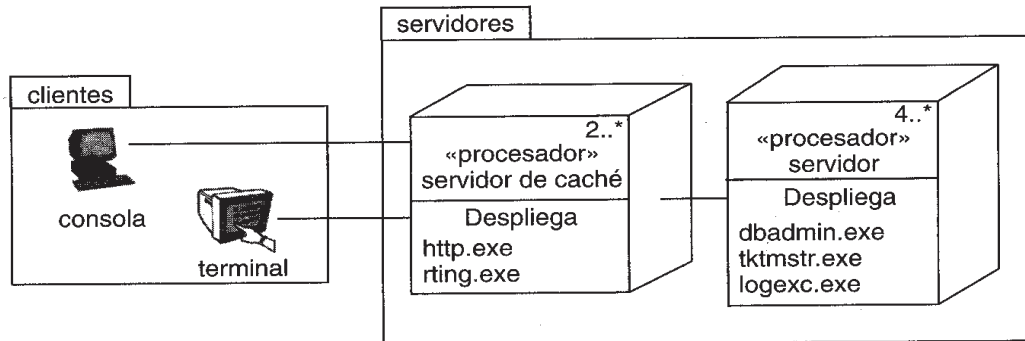 servidores
clientes
consola
terminal
2..*
«procesador»
servidor de caché
Despliega
http.exe
rting.exe
4..*
«procesador»
servidor
Despliega
dbadmin.exe
tktmstr.exe
logexc.exe